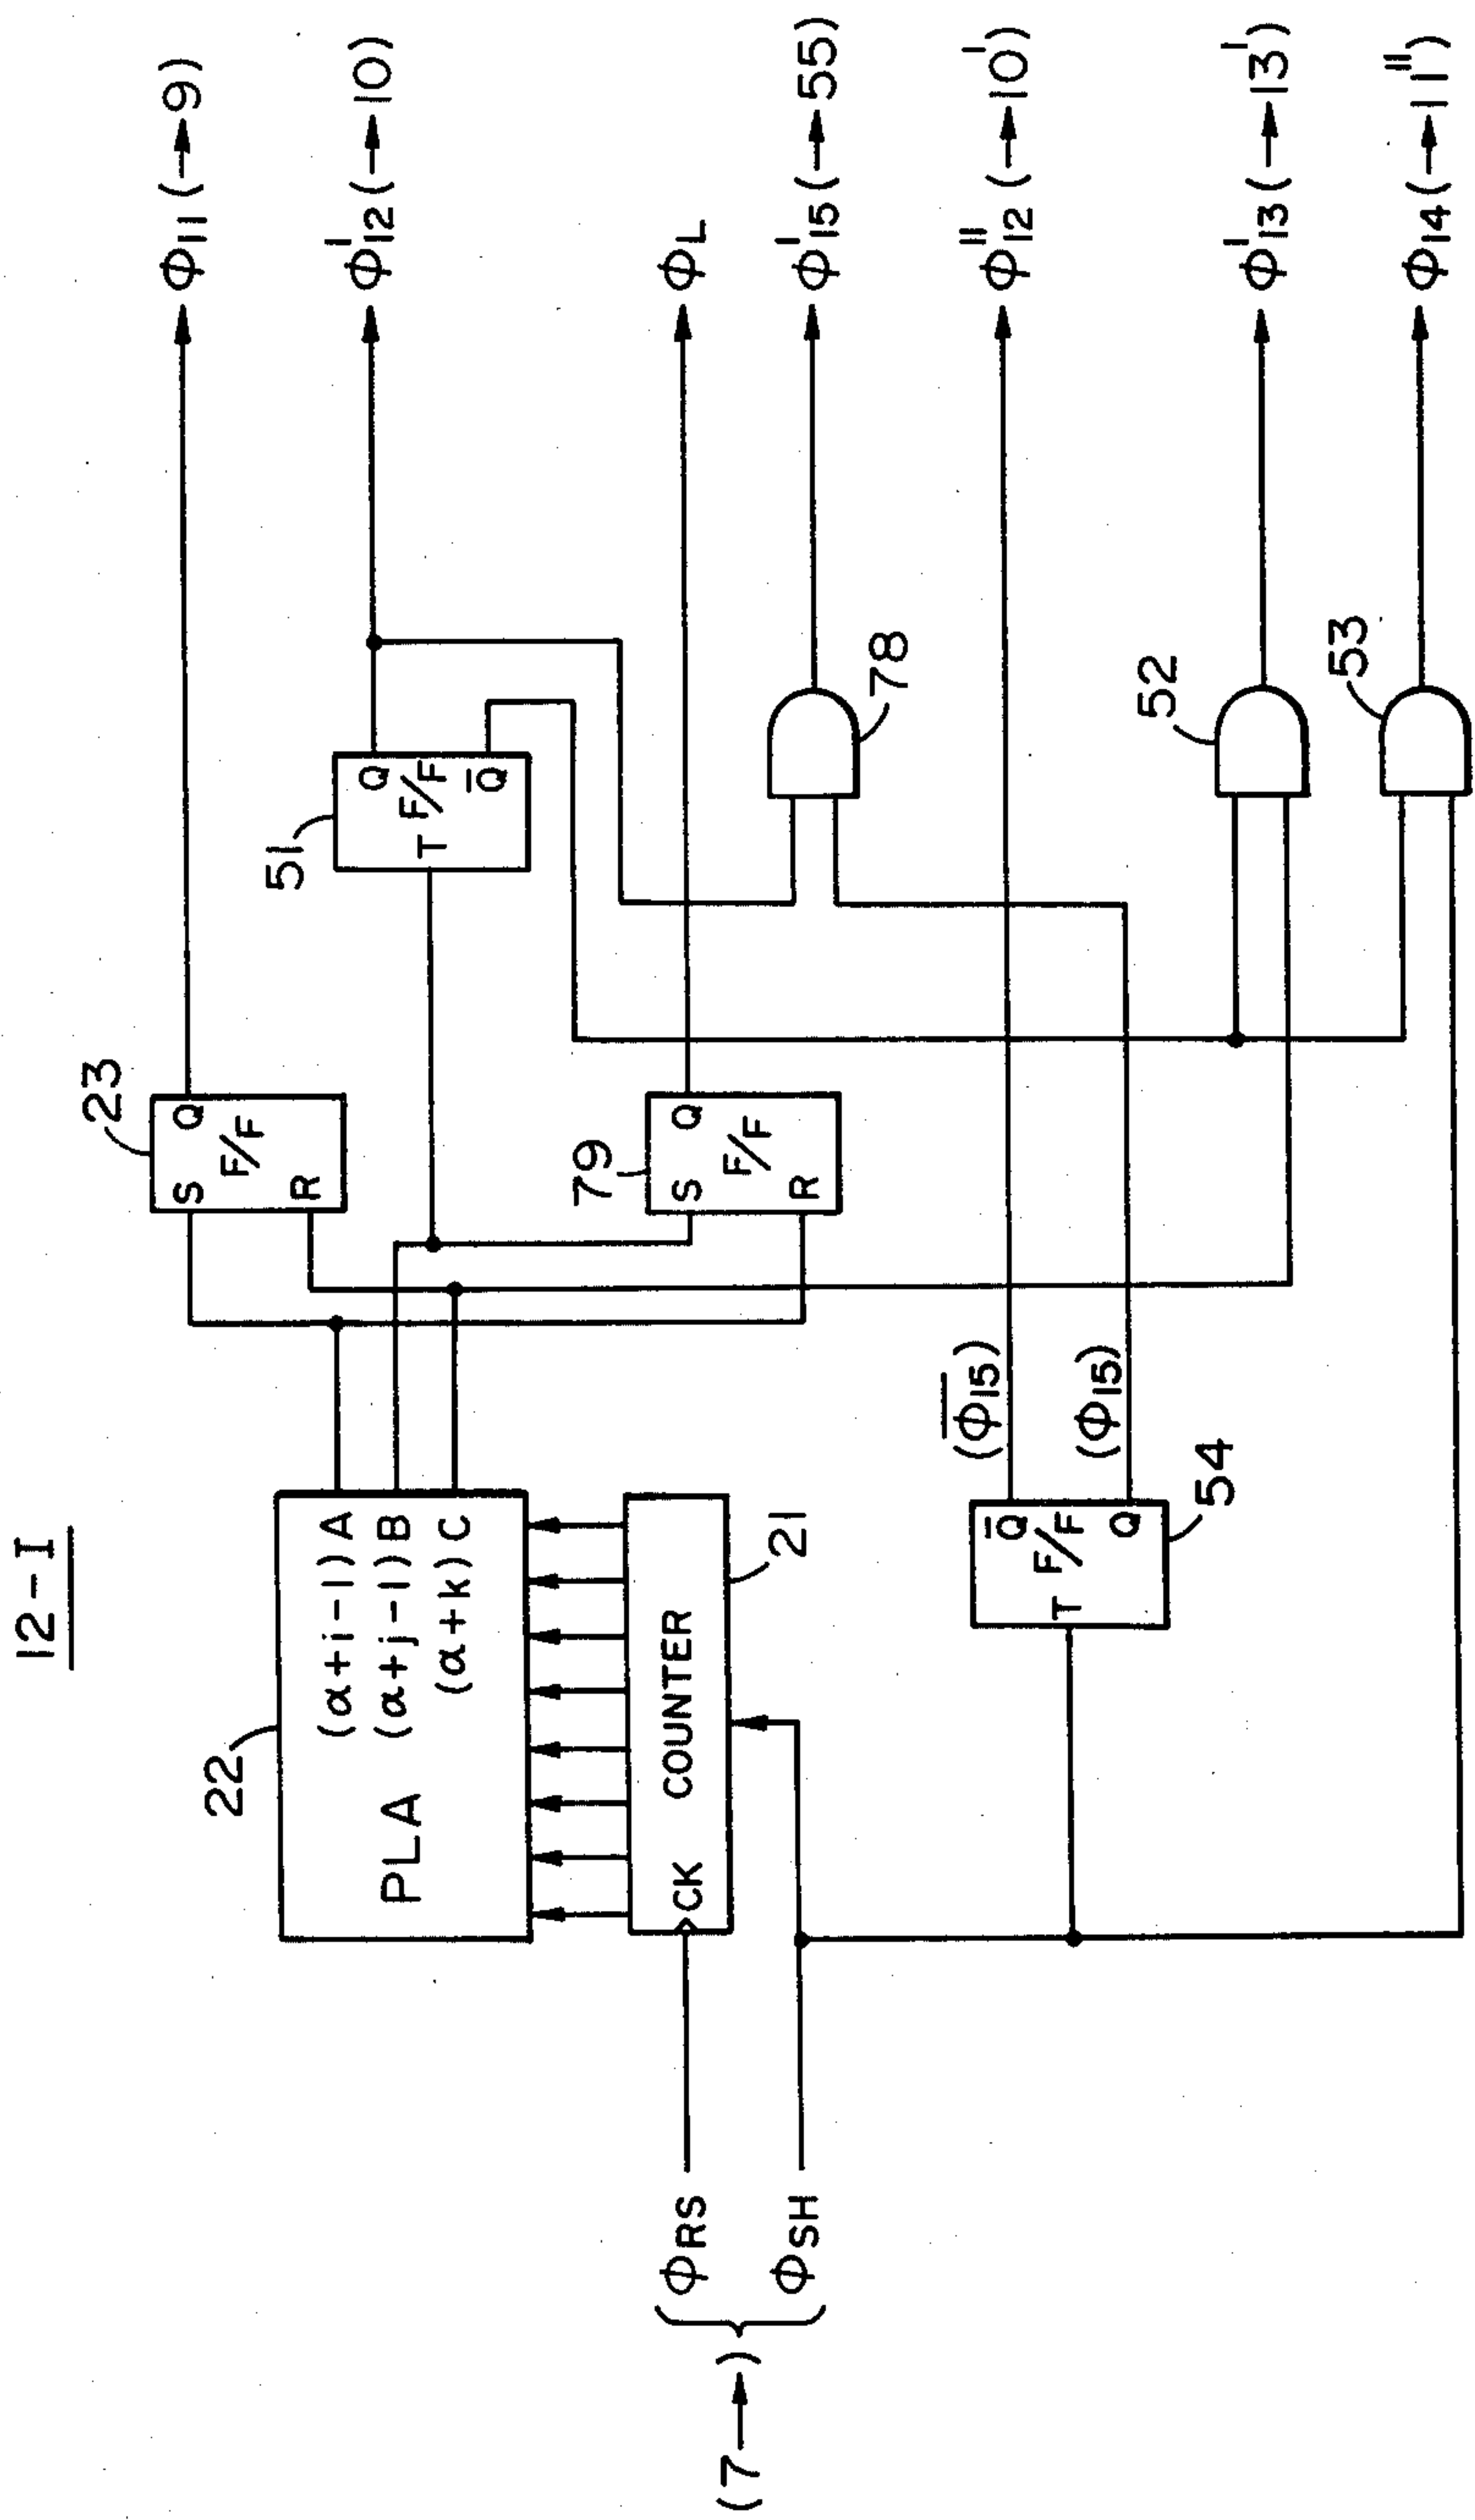 12-I
22
PLA
(α+i-1) A
(α+j-1) B
(α+k) C
CK COUNTER
21
(7→)
ΦRS
ΦSH
23
S Q
F/F
R
51
Q
T F/F
Q̅
79
S Q
F/F
R
78
(Φ̅15)
(Φ15)
Q̅
T F/F
Q
54
52
53
Φ11 (→9)
Φ'12 (→10)
ΦL
Φ'15 (→55)
Φ"12 (→10')
Φ'13 (→13')
Φ14 (→11")